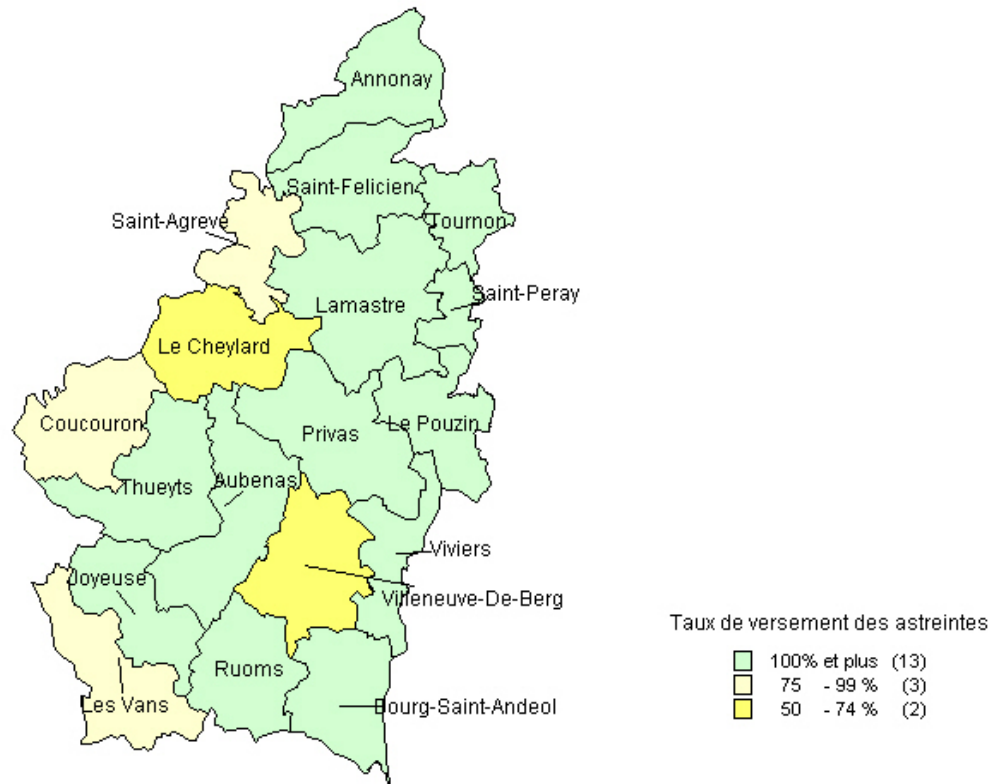 Annonay
Saint-Felicien
Saint-Agreve
Tournon
Saint-Peray
Lamastre
Le Cheylard
Coucouron
Le Pouzin
Privas
Aubenas
Thueyts
Viviers
Joyeuse
Villeneuve-De-Berg
Taux de versement des astreintes
100% et plus (13)
75 - 99 % (3)
50 - 74 % (2)
Ruoms
Les Vans
Bourg-Saint-Andeol